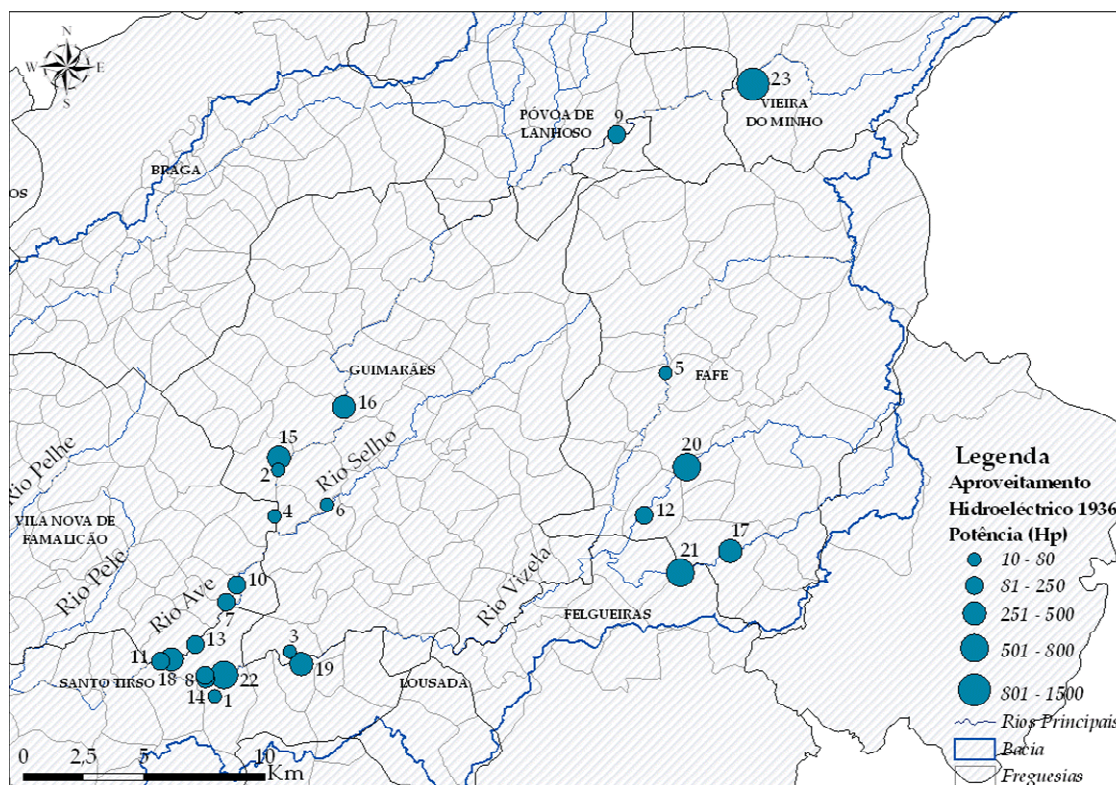 N
W E
S
23
VIEIRA
DO MINHO
9
PÓVOA DE
LANHOSO
BRAGA
OS
GUIMARÃES
16
5
FAFE
15
2
Rio Selho
6
4
20
12
17
21
Rio Pelhe
VILA NOVA DE
FAMALICÃO
Rio Pele
Rio Ave
10
7
Rio Vizela
FELGUEIRAS
13
3
19
11
18
SANTO TIRSO
8
22
14
1
LOUSADA
Legenda
Aproveitamento
Hidroeléctrico 1936
Potência (Hp)
10 - 80
81 - 250
251 - 500
501 - 800
801 - 1500
Rios Principais
Bacia
Freguesias
0 2.5 5 10
Km